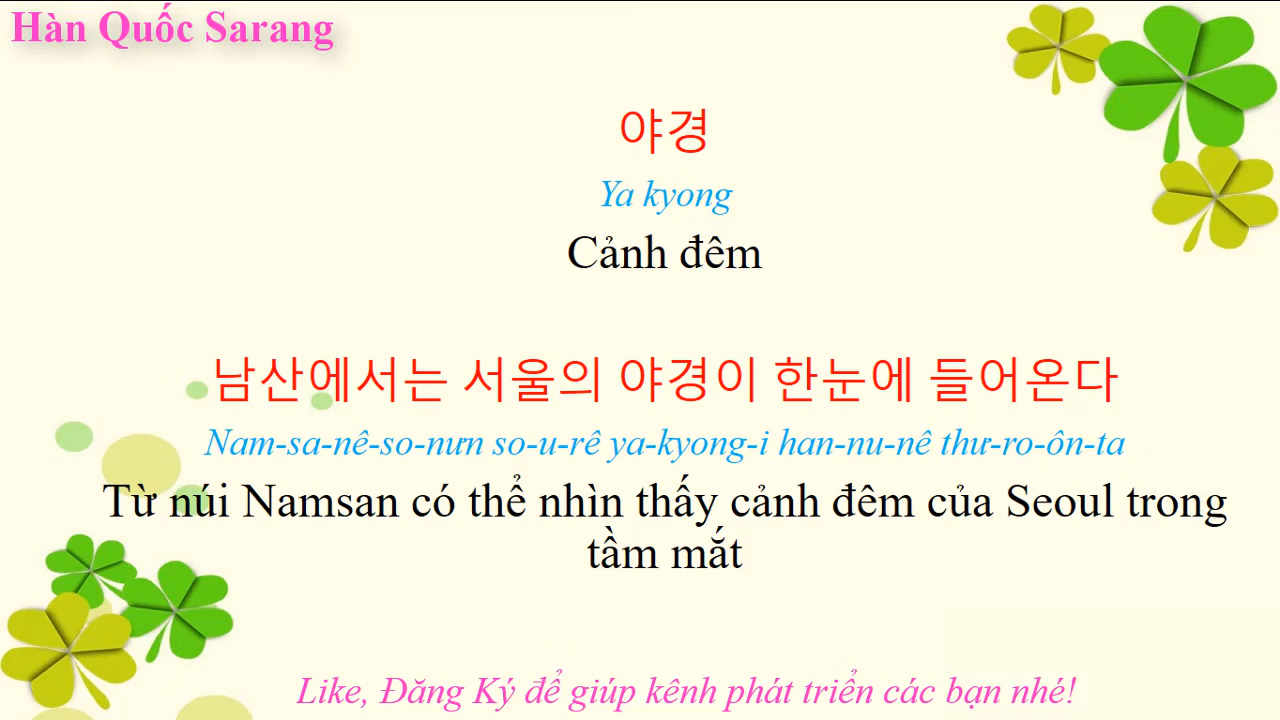 Hàn Quốc Sarang
야경
Ya kyong
Cảnh đêm
남산에서는 서울의 야경이 한눈에 들어온다
Nam-sa-nê-so-nưn so-u-rê ya-kyong-i han-nu-nê thư-ro-ôn-ta
Từ núi Namsan có thể nhìn thấy cảnh đêm của Seoul trong
tầm mắt
Like, Đăng Ký để giúp kênh phát triển các bạn nhé!